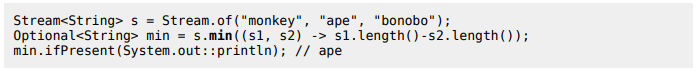 Stream<String> s = Stream.of("monkey", "ape", "bonobo");
Optional<String> min = s.min((s1, s2) -> s1.length()-s2.length());
min.ifPresent(System.out::println); // ape